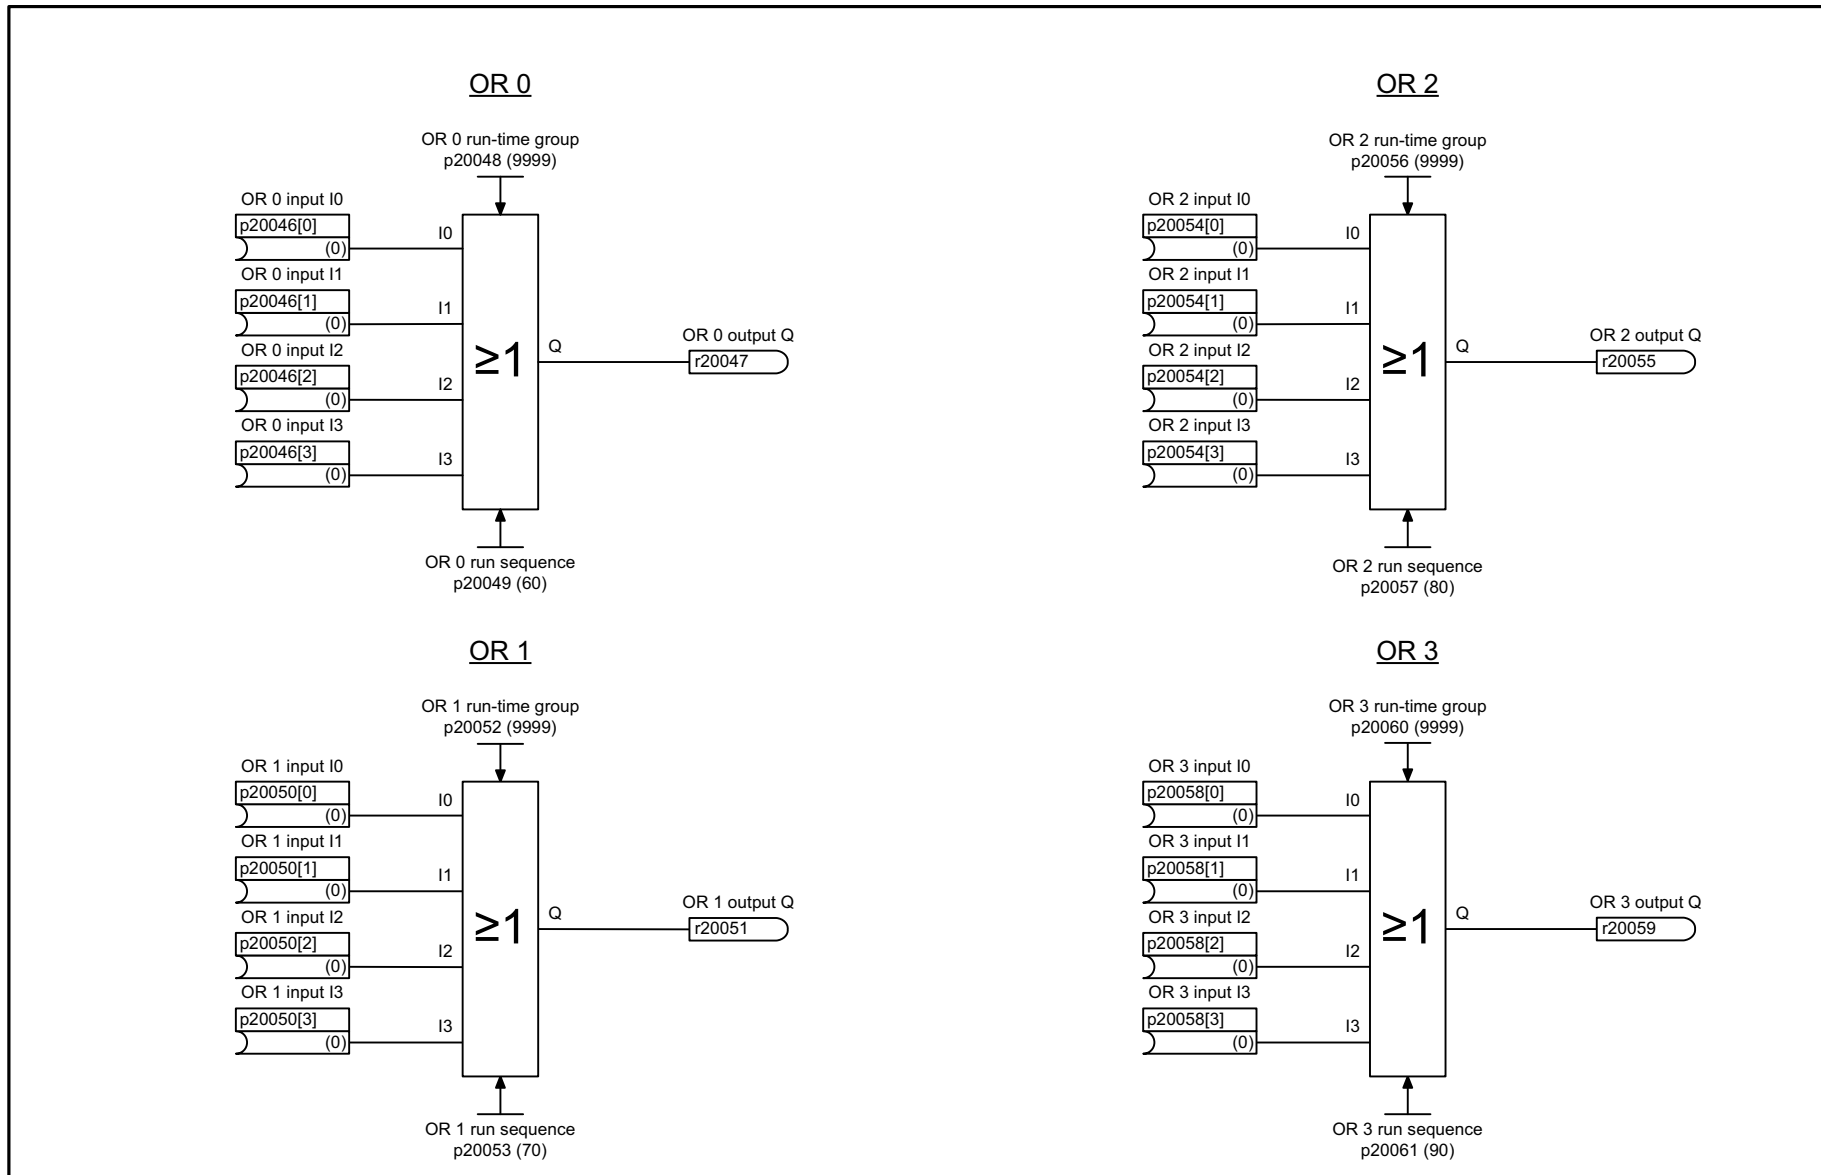 OR 0
OR 0 run-time group
p20048 (9999)
OR 0 input I0
p20046[0]
(0)
I0
OR 0 input I1
p20046[1]
(0)
I1
OR 0 input I2
p20046[2]
(0)
I2
OR 0 input I3
p20046[3]
(0)
I3
≥1
Q
OR 0 output Q
r20047
OR 0 run sequence
p20049 (60)
OR 2
OR 2 run-time group
p20056 (9999)
OR 2 input I0
p20054[0]
(0)
I0
OR 2 input I1
p20054[1]
(0)
I1
OR 2 input I2
p20054[2]
(0)
I2
OR 2 input I3
p20054[3]
(0)
I3
≥1
Q
OR 2 output Q
r20055
OR 2 run sequence
p20057 (80)
OR 1
OR 1 run-time group
p20052 (9999)
OR 1 input I0
p20050[0]
(0)
I0
OR 1 input I1
p20050[1]
(0)
I1
OR 1 input I2
p20050[2]
(0)
I2
OR 1 input I3
p20050[3]
(0)
I3
≥1
Q
OR 1 output Q
r20051
OR 1 run sequence
p20053 (70)
OR 3
OR 3 run-time group
p20060 (9999)
OR 3 input I0
p20058[0]
(0)
I0
OR 3 input I1
p20058[1]
(0)
I1
OR 3 input I2
p20058[2]
(0)
I2
OR 3 input I3
p20058[3]
(0)
I3
≥1
Q
OR 3 output Q
r20059
OR 3 run sequence
p20061 (90)